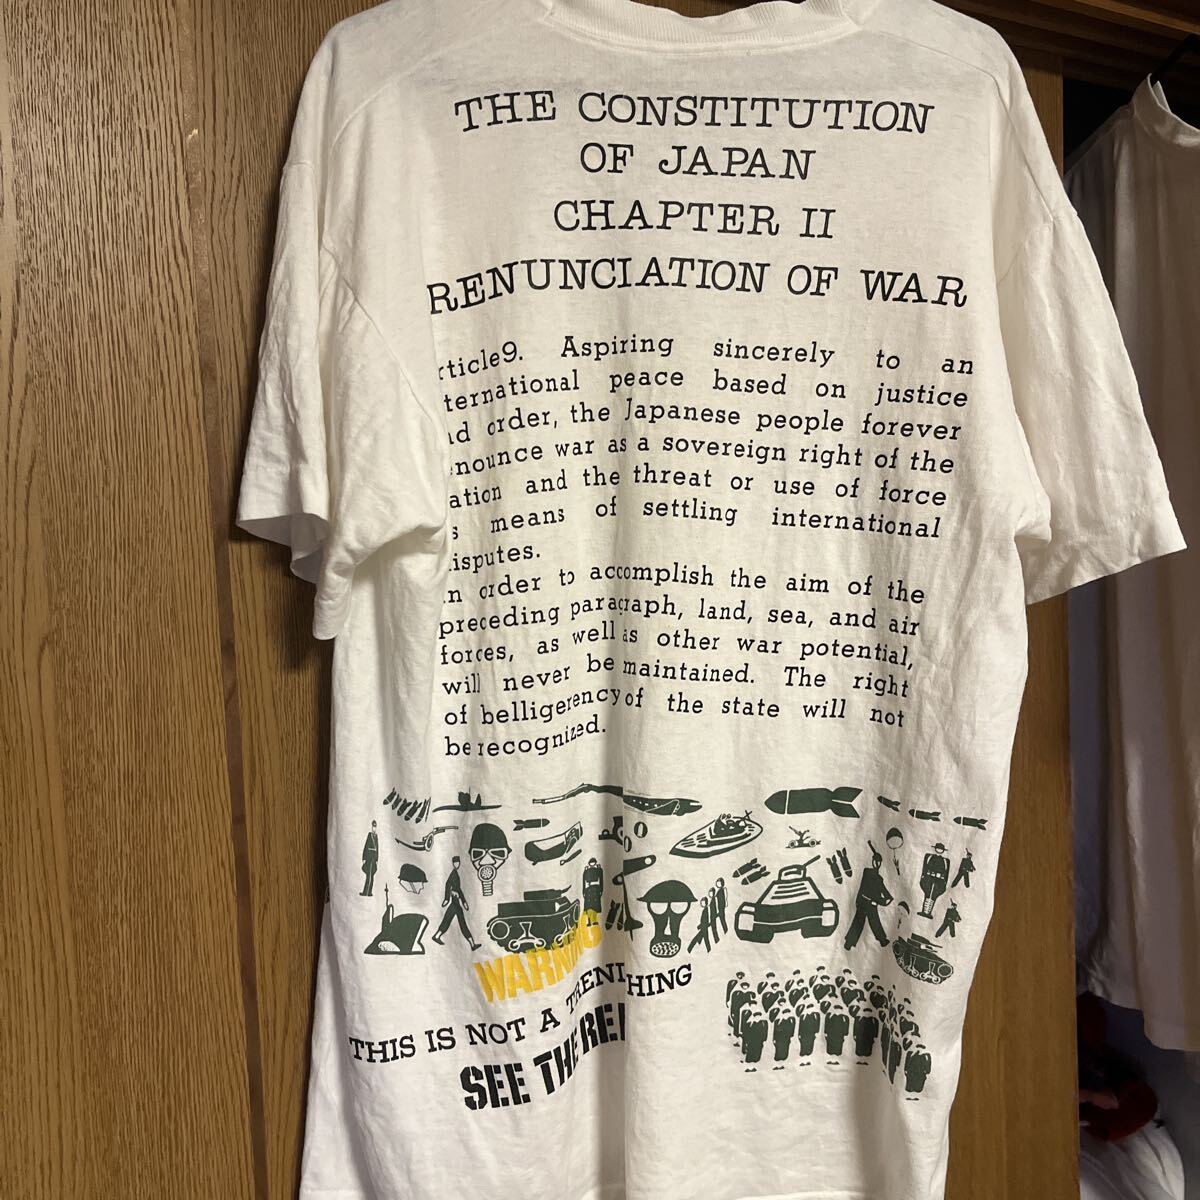 THE CONSTITUTION
OF JAPAN
CHAPTER II
RENUNCIATION OF WAR
rticle9. Aspiring sincerely to an
ternational peace based on justice
d order, the Japanese people forever
nounce war as a sovereign right of the
ation and the threat or use of force
s means of settling international
isputes.
n order to accomplish the aim of the
preceding paragraph, land, sea, and air
forces, as well as other war potential,
will never be maintained. The right
of belligerency of the state will not
be recognized.
WARNING
THIS IS NOT A
SEE THE